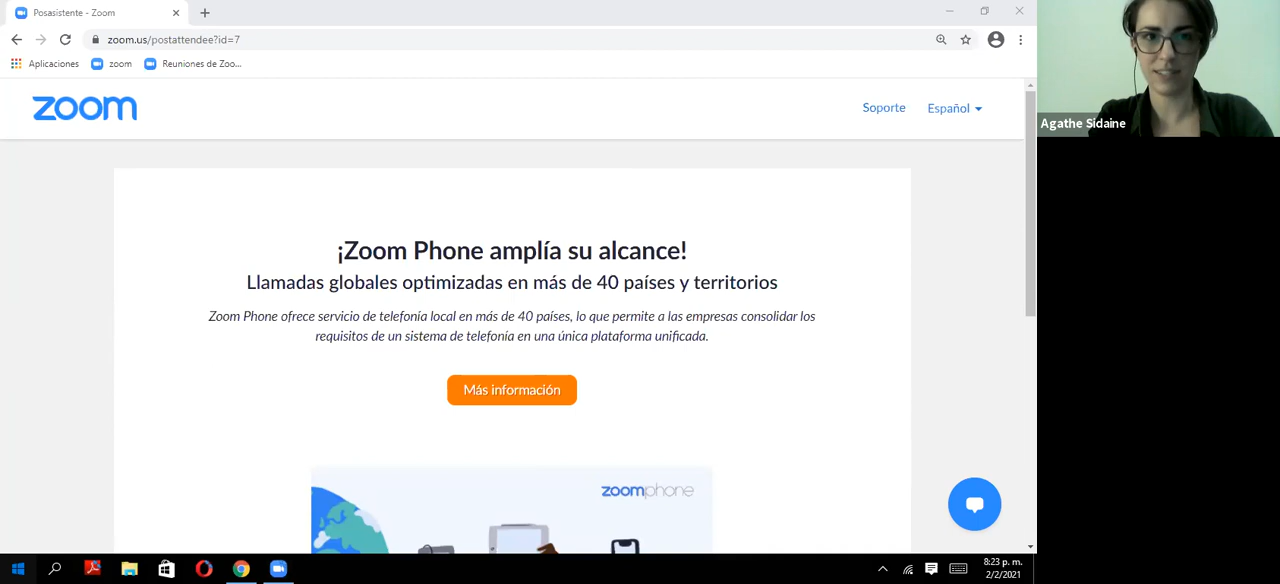 Posasistente - Zoom
zoom.us/postattendee?id=7
Aplicaciones
zoom
Reuniones de Zoo...
zoom
Soporte
Español
¡Zoom Phone amplía su alcance!
Llamadas globales optimizadas en más de 40 países y territorios
Zoom Phone ofrece servicio de telefonía local en más de 40 países, lo que permite a las empresas consolidar los
requisitos de un sistema de telefonía en una única plataforma unificada.
Más información
zoomphone
Agathe Sidaine
8:23 p. m.
2/2/2021